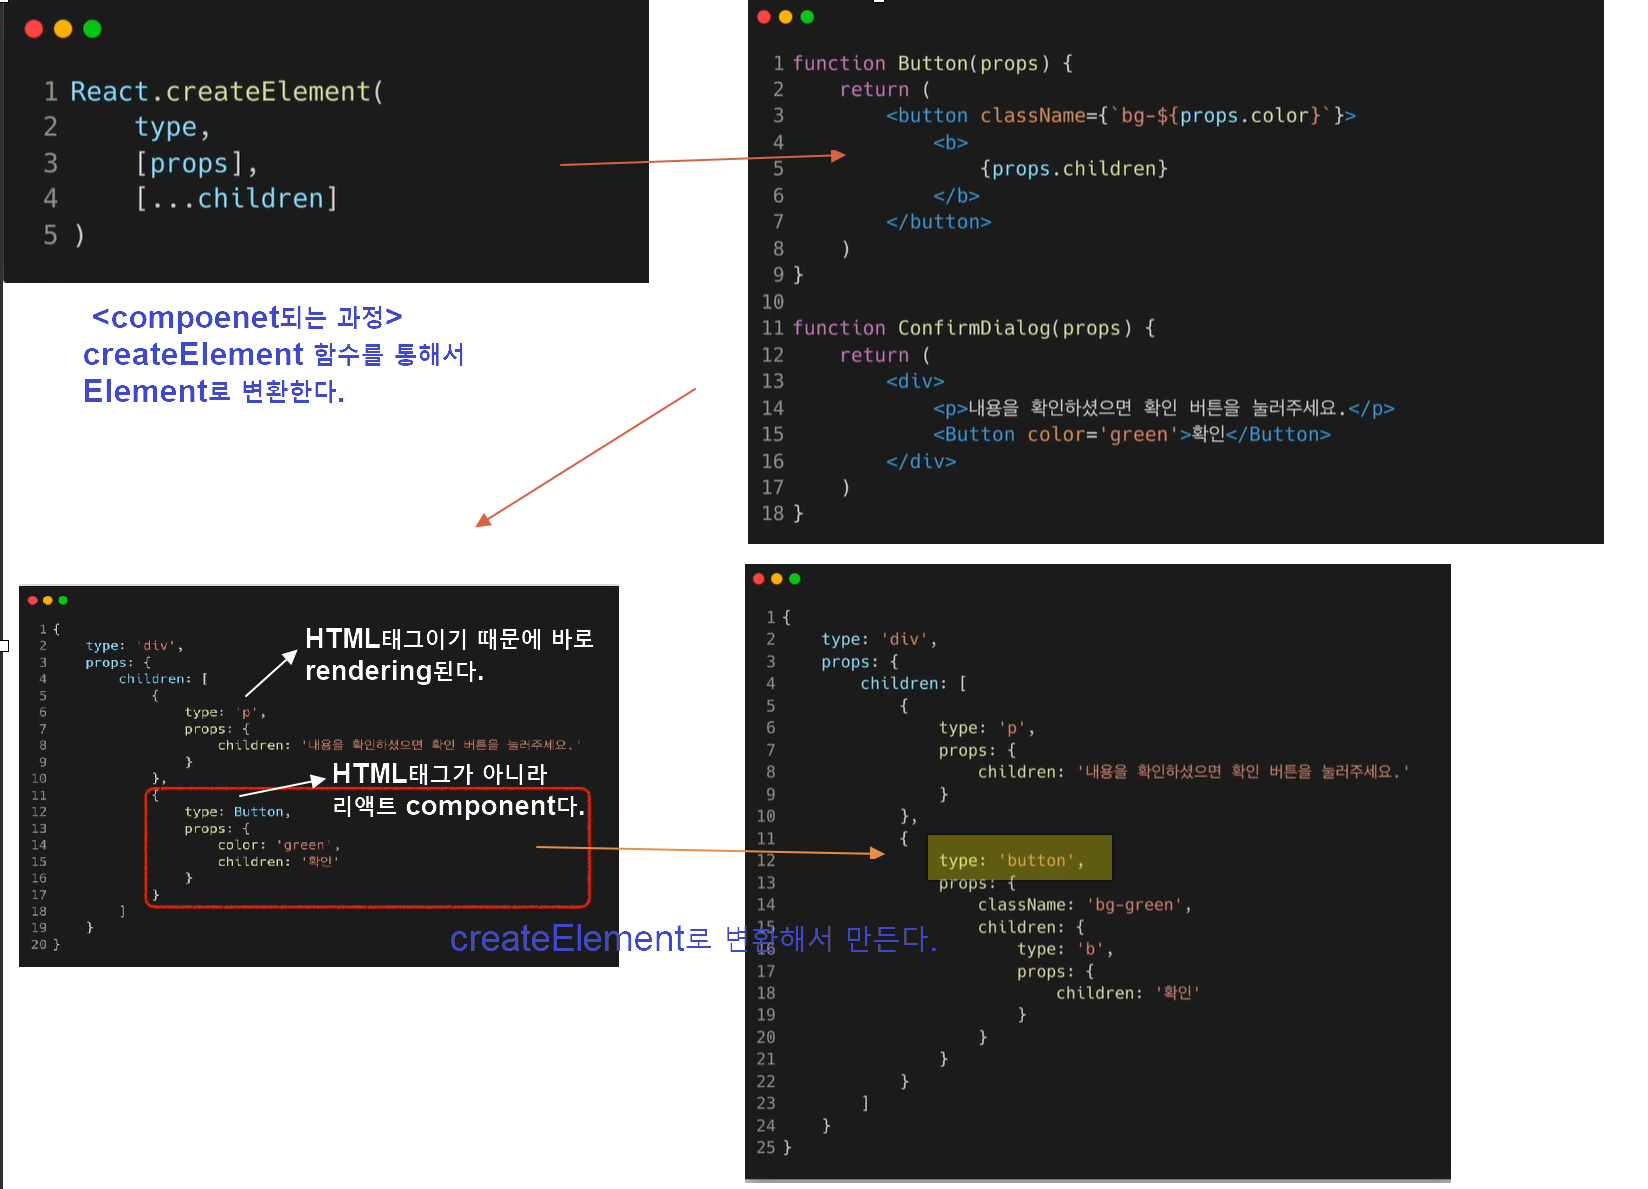 1 React.createElement(
2 type,
3 [props],
4 [...children]
5 )
<compoenet되는 과정>
createElement 함수를 통해서
Element로 변환한다.
1 function Button(props) {
2 return (
3 <button className={`bg-${props.color}`}>
4 <b>
5 {props.children}
6 </b>
7 </button>
8 )
9 }
10
11 function ConfirmDialog(props) {
12 return (
13 <div>
14 <p>내용을 확인하셨으면 확인 버튼을 눌러주세요.</p>
15 <Button color='green'>확인</Button>
16 </div>
17 )
18 }
1 {
2 type: 'div',
3 props: {
4 children: [
5 {
6 type: 'p',
7 props: {
8 children: '내용을 확인하셨으면 확인 버튼을 눌러주세요.'
9 }
10 },
11 {
12 type: Button,
13 props: {
14 color: 'green',
15 children: '확인'
16 }
17 }
18 ]
19 }
20 }
HTML태그이기 때문에 바로
rendering된다.
HTML태그가 아니라
리액트 component다.
createElement로 변환해서 만든다.
1 {
2 type: 'div',
3 props: {
4 children: [
5 {
6 type: 'p',
7 props: {
8 children: '내용을 확인하셨으면 확인 버튼을 눌러주세요.'
9 }
10 },
11 {
12 type: 'button',
13 props: {
14 className: 'bg-green',
15 children: {
16 type: 'b',
17 props: {
18 children: '확인'
19 }
20 }
21 }
22 }
23 ]
24 }
25 }